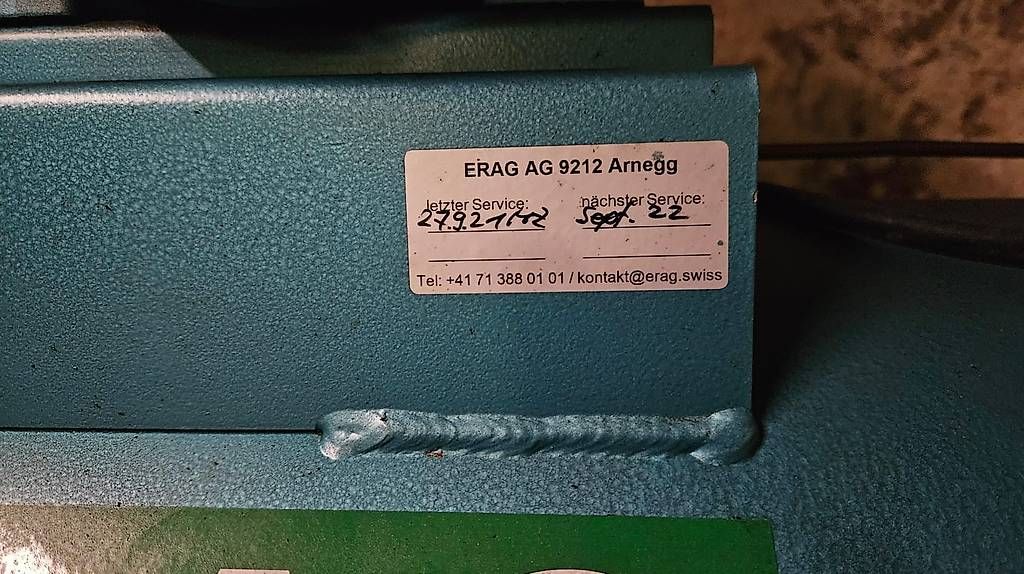 ERAG AG 9212 Arnegg
letzter Service: nächster Service:
27.9.21 Sept. 22
Tel: +41 71 388 01 01 / kontakt@erag.swiss